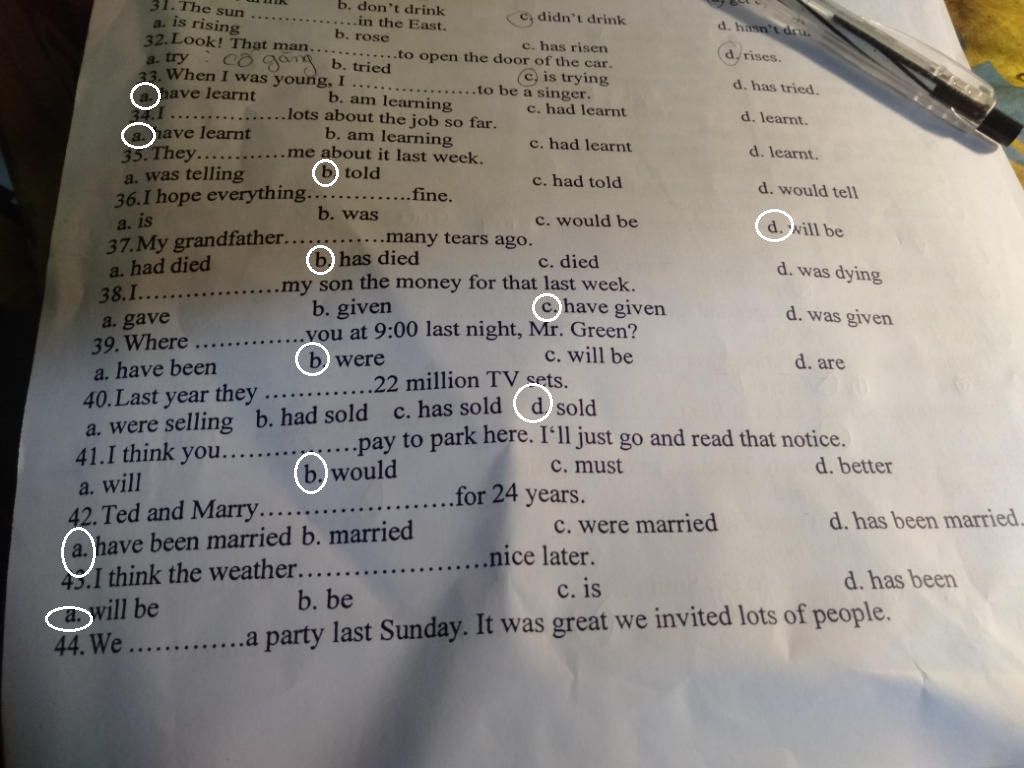 b. don't drink c. didn't drink d. hasn't
31. The sun ................in the East.
a. is rising b. rose c. has risen d. rises.
32. Look! That man..............to open the door of the car.
a. try : cố gắng b. tried c. is trying d. has tried.
33. When I was young, I ..................to be a singer.
a. have learnt b. am learning c. had learnt d. learnt.
34. I .................lots about the job so far.
a. have learnt b. am learning c. had learnt d. learnt.
35. They............me about it last week.
a. was telling b. told c. had told d. would tell
36. I hope everything..............fine.
a. is b. was c. would be d. will be
37. My grandfather.............many tears ago.
a. had died b. has died c. died d. was dying
38. I...................my son the money for that last week.
a. gave b. given c. have given d. was given
39. Where ..............you at 9:00 last night, Mr. Green?
a. have been b. were c. will be d. are
40. Last year they .............22 million TV sets.
a. were selling b. had sold c. has sold d. sold
41. I think you................pay to park here. I'll just go and read that notice.
a. will b. would c. must d. better
42. Ted and Marry.......................for 24 years.
a. have been married b. married c. were married d. has been married.
43. I think the weather......................nice later.
a. will be b. be c. is d. has been
44. We .............a party last Sunday. It was great we invited lots of people.